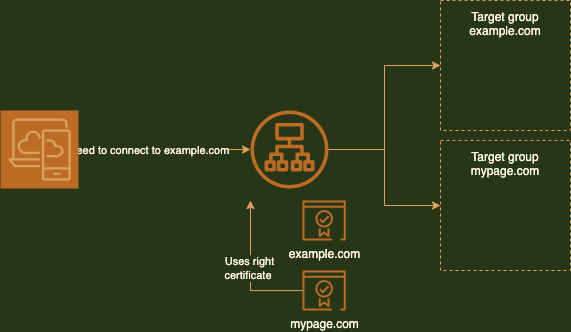 Target group
example.com
eed to connect to example.com
Target group
mypage.com
Uses right
certificate
example.com
mypage.com